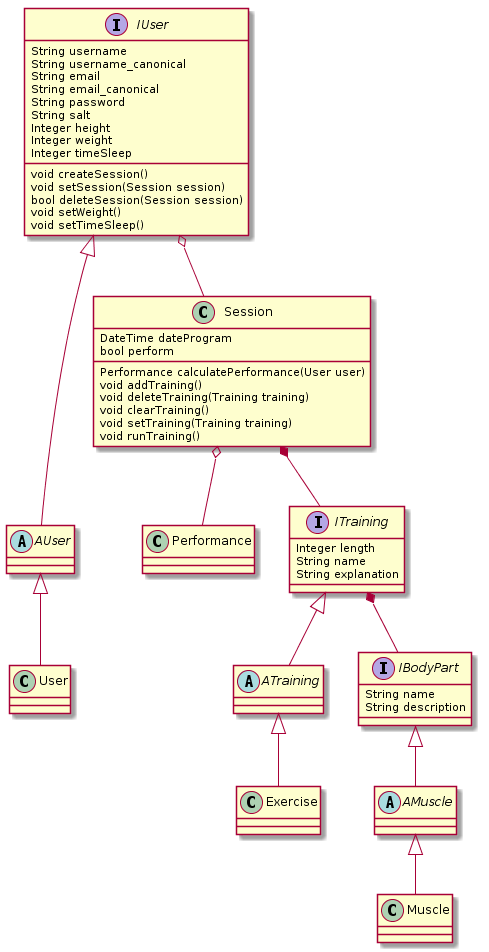 I IUser
String username
String username_canonical
String email
String email_canonical
String password
String salt
Integer height
Integer weight
Integer timeSleep
void createSession()
void setSession(Session session)
bool deleteSession(Session session)
void setWeight()
void setTimeSleep()
C Session
DateTime dateProgram
bool perform
Performance calculatePerformance(User user)
void addTraining()
void deleteTraining(Training training)
void clearTraining()
void setTraining(Training training)
void runTraining()
A AUser
C Performance
I ITraining
Integer length
String name
String explanation
C User
A ATraining
I IBodyPart
String name
String description
C Exercise
A AMuscle
C Muscle